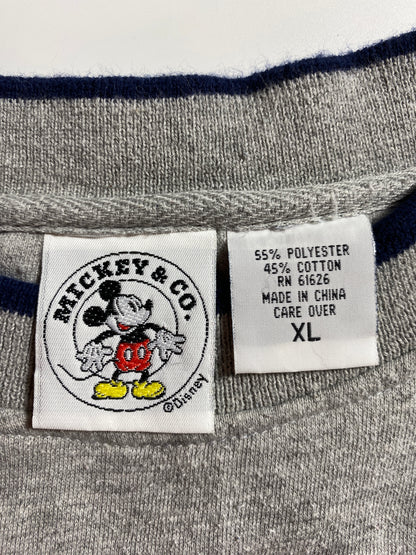 MICKEY & CO.
©Disney
55% POLYESTER
45% COTTON
RN 61626
MADE IN CHINA
CARE OVER
XL